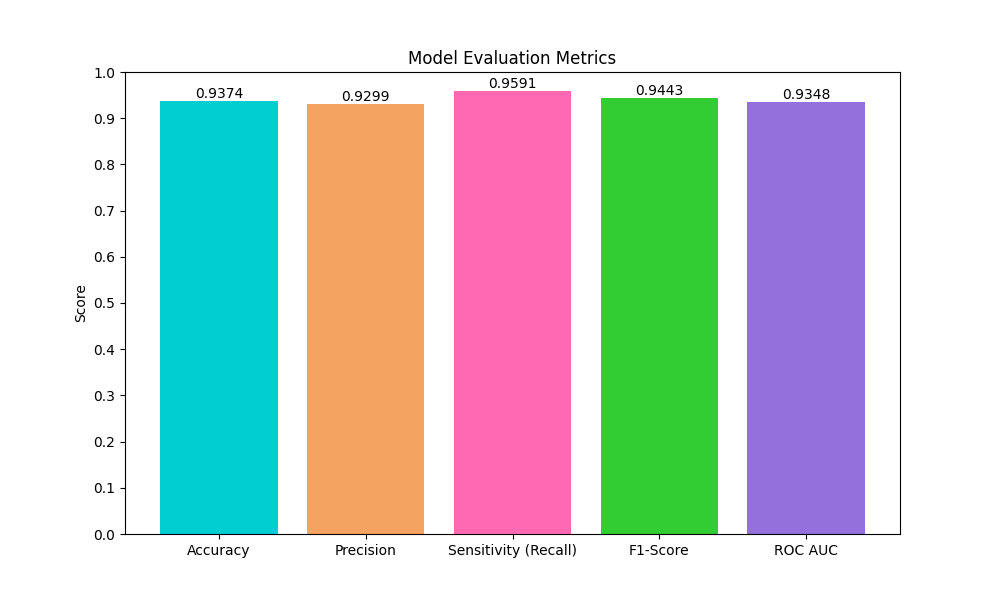 Model Evaluation Metrics
1.0
0.9
0.8
0.7
0.6
0.5
0.4
0.3
0.2
0.1
0.0
Score
0.9374
0.9299
0.9591
0.9443
0.9348
Accuracy
Precision
Sensitivity (Recall)
F1-Score
ROC AUC